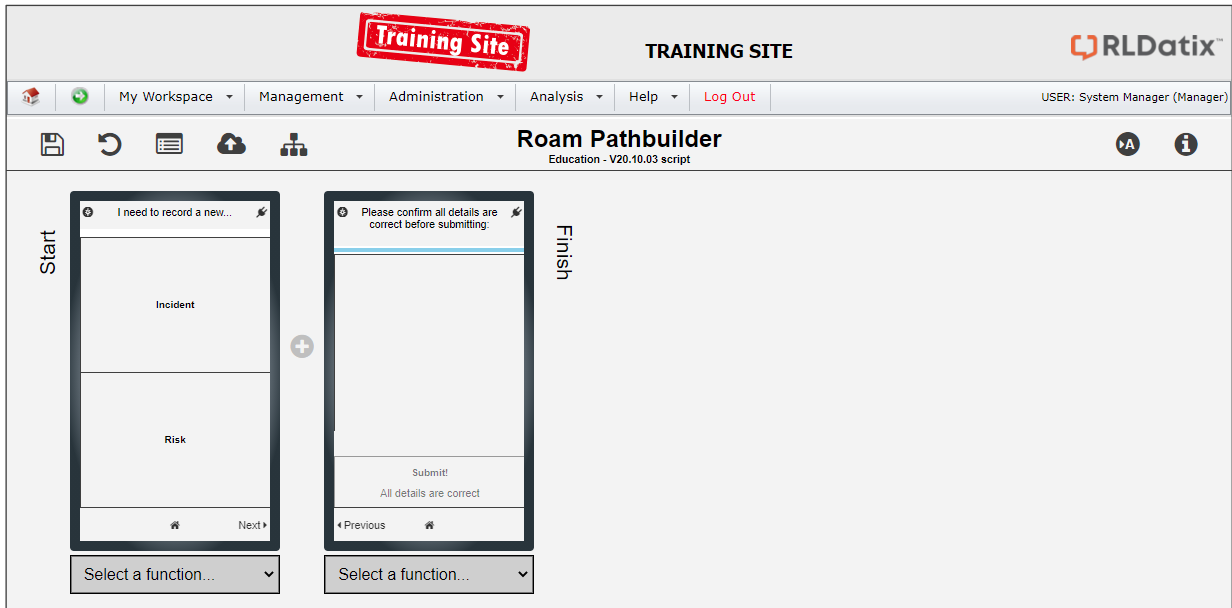 Training Site
TRAINING SITE
RLDatix™
My Workspace
Management
Administration
Analysis
Help
Log Out
USER: System Manager (Manager)
Roam Pathbuilder
Education - V20.10.03 script
A
Start
I need to record a new...
Incident
Risk
Next
Select a function...
Please confirm all details are
correct before submitting:
Submit!
All details are correct
Previous
Select a function...
Finish